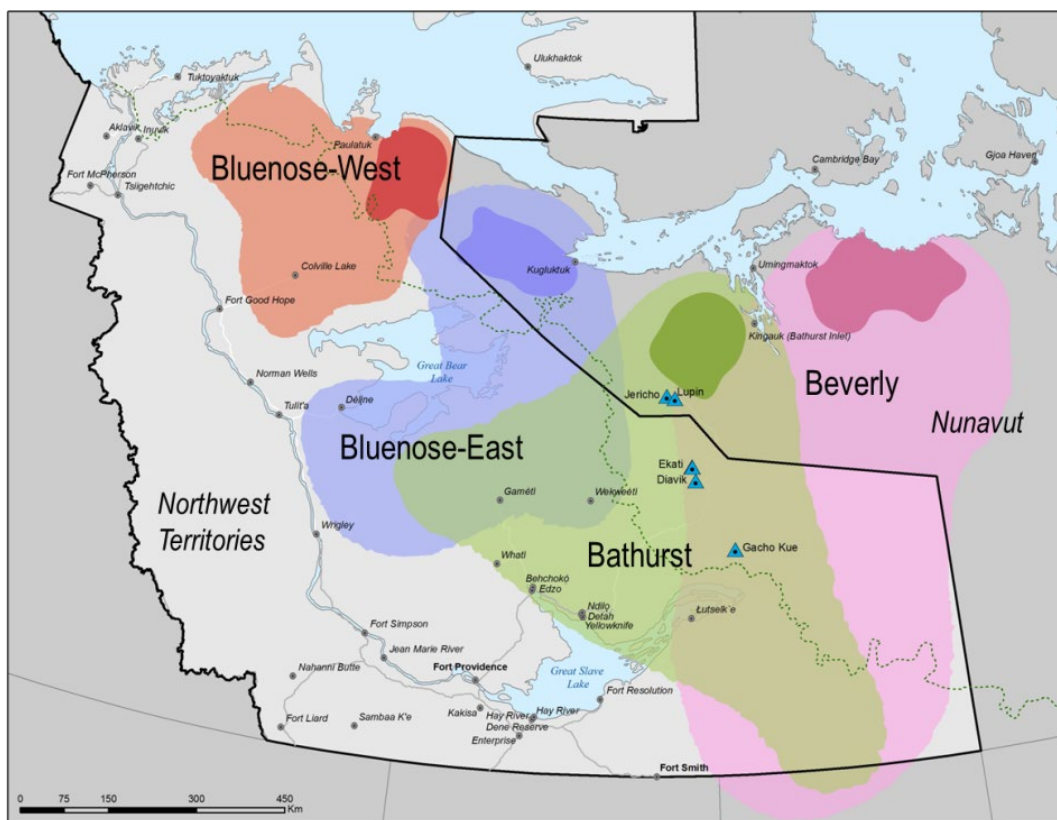 Ulukhaktok
Tuktoyaktuk
Aklavik
Inuvik
Paulatuk
Bluenose-West
Cambridge Bay
Gjoa Haven
Fort McPherson
Tsiigehtchic
Kugluktuk
Umingmaktok
Colville Lake
Fort Good Hope
Kingauk (Bathurst Inlet)
Great Bear
Lake
Norman Wells
Beverly
Jericho
Lupin
Tulit'a
Déljne
Nunavut
Bluenose-East
Ekati
Diavik
Gamètì
Wekweètì
Northwest
Territories
Wrigley
Bathurst
Gacho Kue
Whatì
Behchokò
Edzo
Ndilo
Detah
Yellowknife
Łutselk'e
Fort Simpson
Jean Marie River
Nahanni Butte
Fort Providence
Great Slave
Lake
Fort Resolution
Fort Liard
Sambaa K'e
Kakisa
Hay River
Hay River
Dene Reserve
Enterprise
Fort Smith
0 75 150 300 450
Km